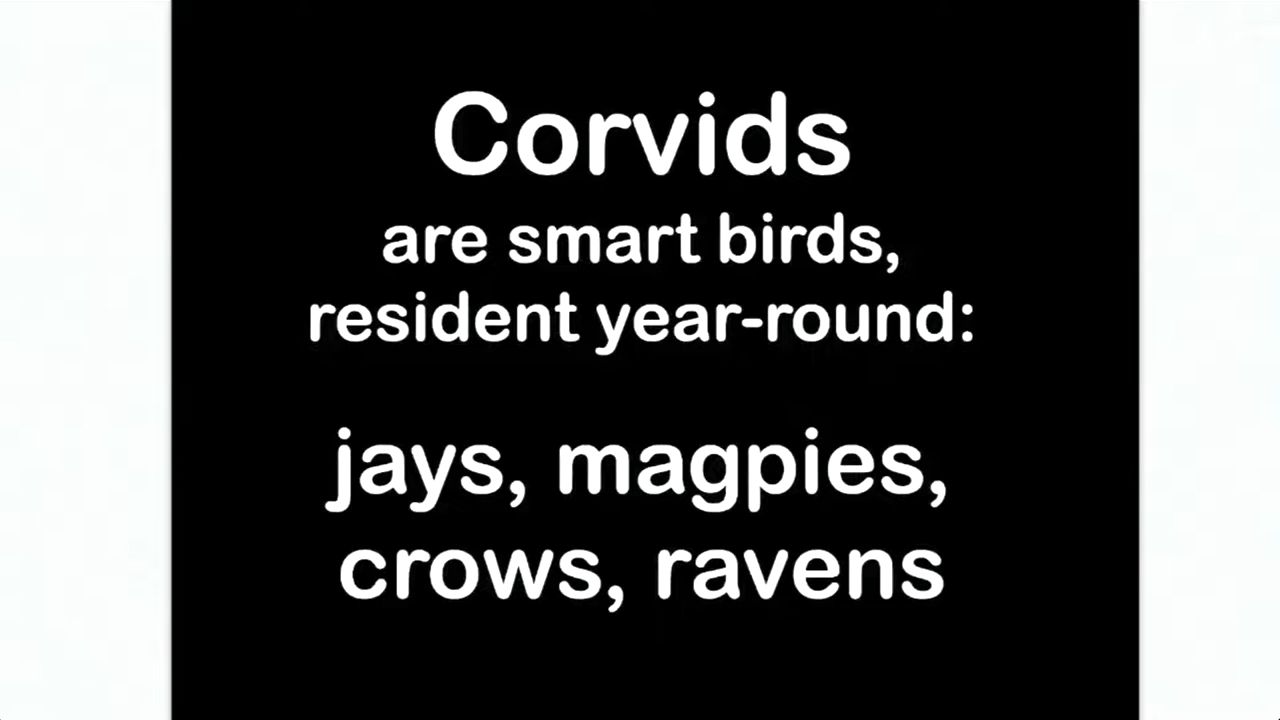 Corvids
are smart birds,
resident year-round:
jays, magpies,
crows, ravens